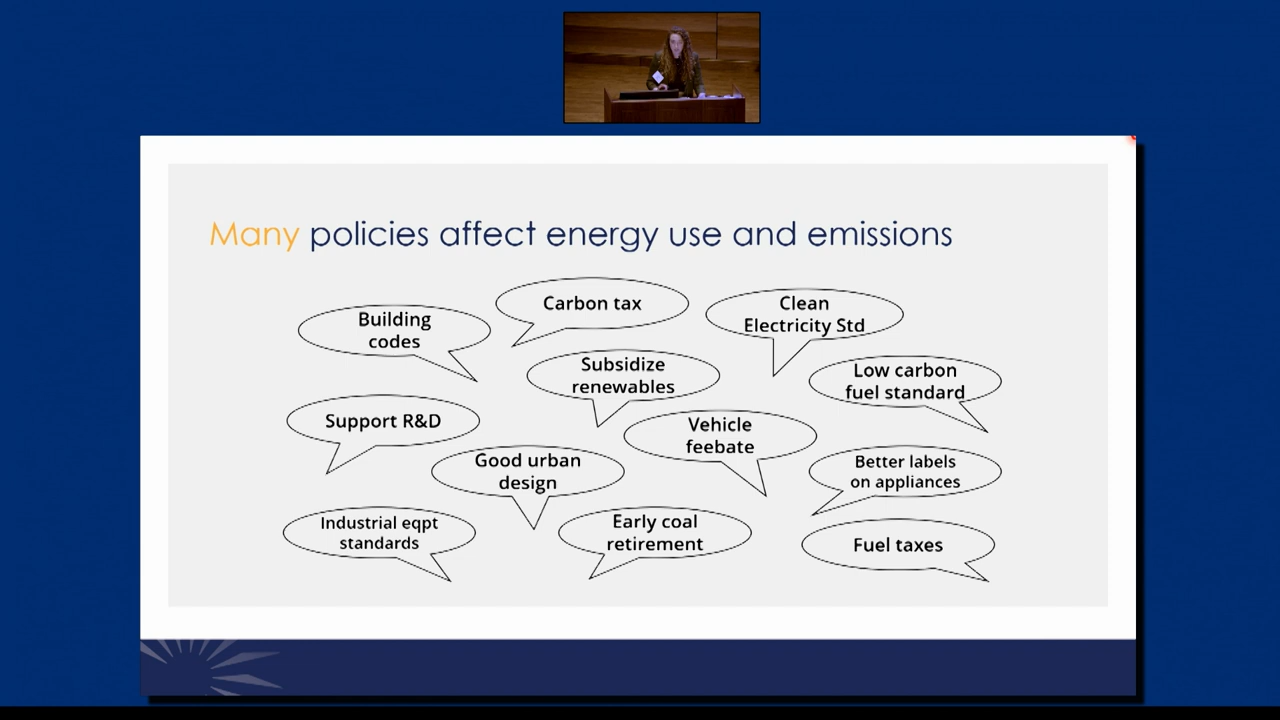 Many policies affect energy use and emissions
Carbon tax
Clean
Electricity Std
Building
codes
Subsidize
renewables
Low carbon
fuel standard
Support R&D
Vehicle
feebate
Good urban
design
Better labels
on appliances
Industrial eqpt
standards
Early coal
retirement
Fuel taxes